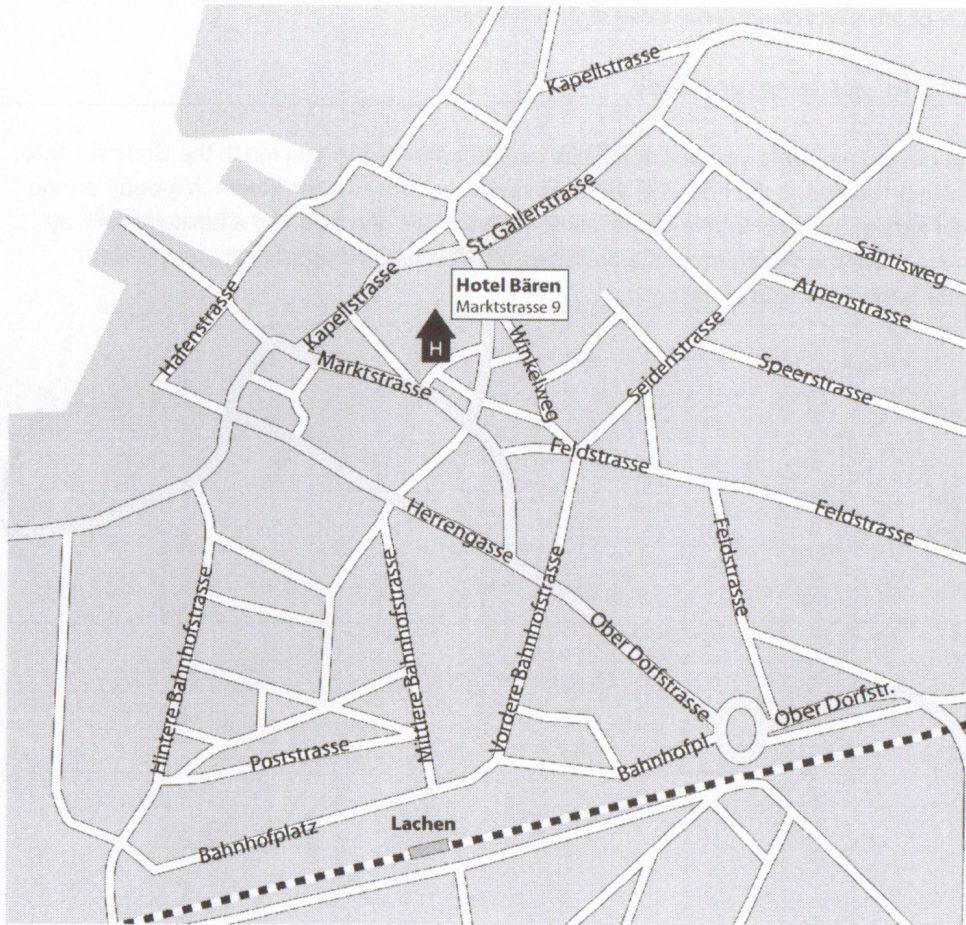 Kapellstrasse
St. Gallerstrasse
Säntisweg
Alpenstrasse
Hotel Bären
Marktstrasse 9
Kapellstrasse
Hafenstrasse
H
Winkelweg
Seidenstrasse
Speerstrasse
Marktstrasse
Feldstrasse
Feldstrasse
Herrengasse
Feldstrasse
Hintere Bahnhofstrasse
Mittlere Bahnhofstrasse
Vordere Bahnhofstrasse
Ober Dorfstrasse
Ober Dorfstr.
Poststrasse
Bahnhofpl.
Bahnhofplatz
Lachen